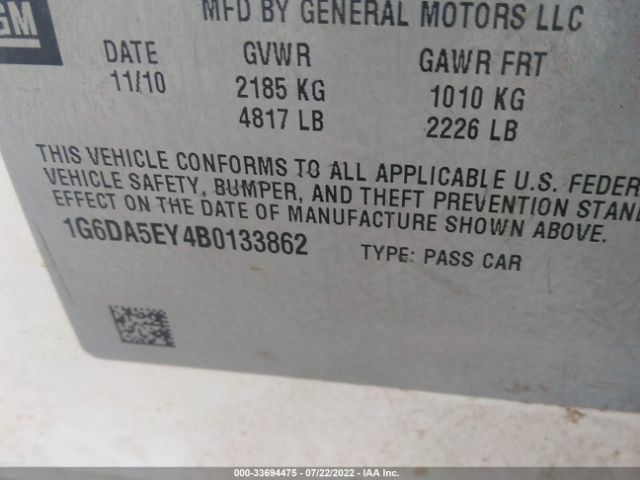 GM
MFD BY GENERAL MOTORS LLC
DATE GVWR GAWR FRT
11/10 2185 KG 1010 KG
4817 LB 2226 LB
THIS VEHICLE CONFORMS TO ALL APPLICABLE U.S. FEDER
VEHICLE SAFETY, BUMPER, AND THEFT PREVENTION STAND
EFFECT ON THE DATE OF MANUFACTURE SHOWN ABOVE.
1G6DA5EY4B0133862 TYPE: PASS CAR
000-33694475 - 07/22/2022 - IAA Inc.